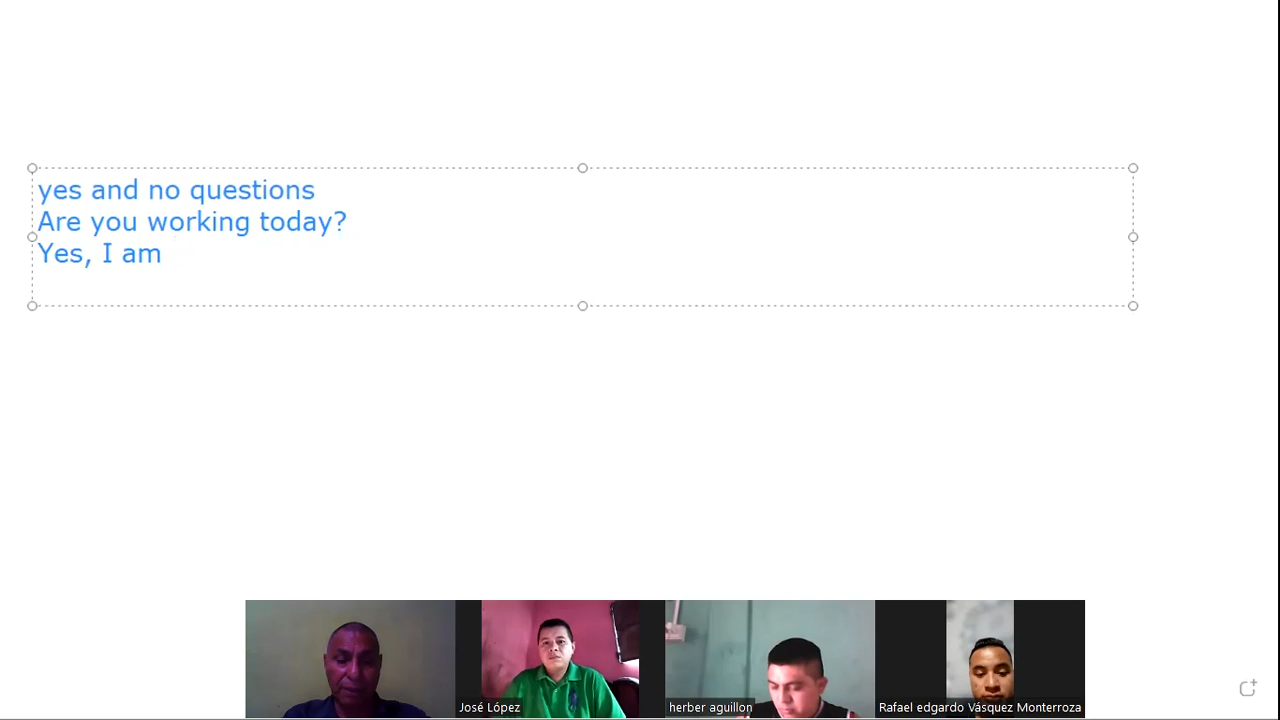 yes and no questions
Are you working today?
Yes, I am
José López
herber aguillon
Rafael edgardo Vásquez Monterroza